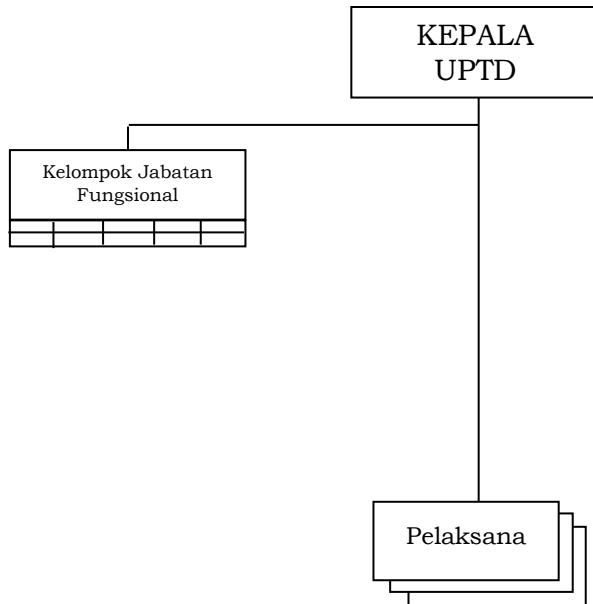 KEPALA
UPTD
Kelompok Jabatan
Fungsional
Pelaksana